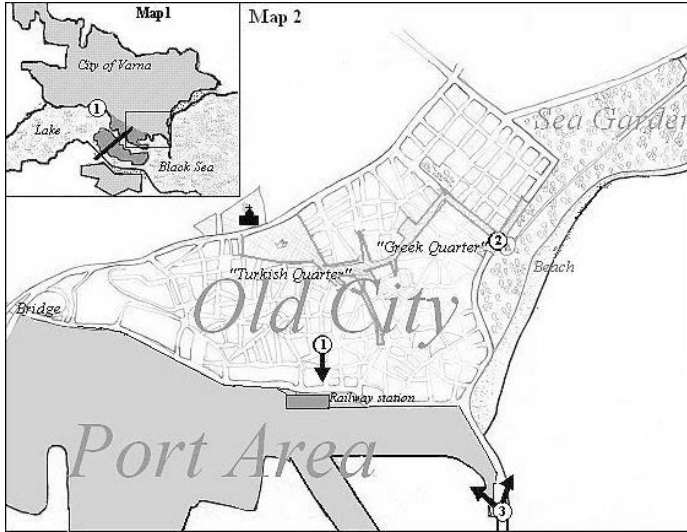 Map1
City of Varna
1
Lake
Black Sea
Map 2
Sea Garden
2
"Greek Quarter"
"Turkish Quarter"
Beach
Old City
Bridge
1
Railway station
Port Area
3